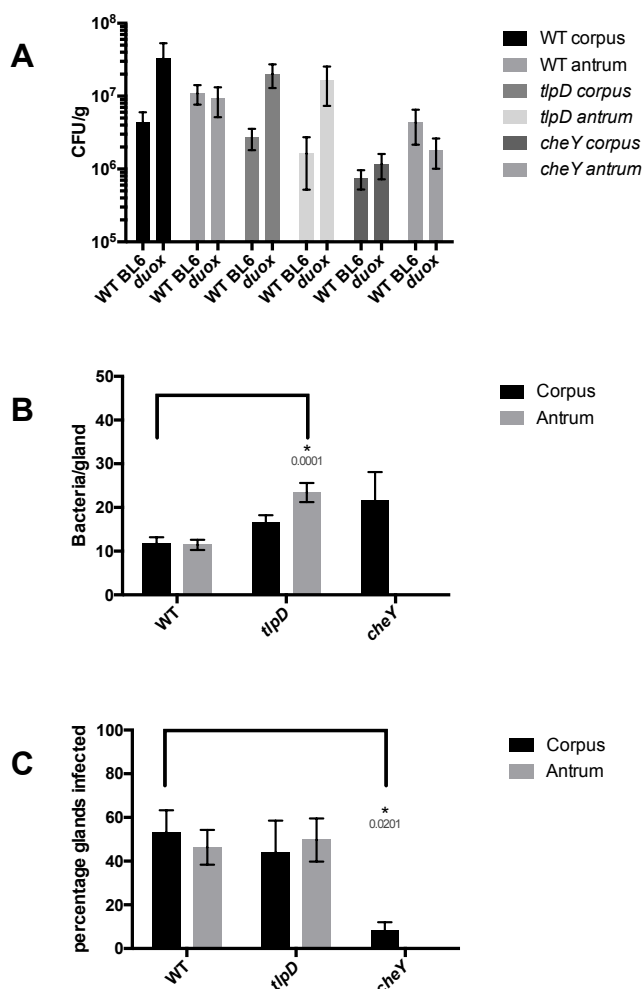 A
CFU/g
10⁸
10⁷
10⁶
10⁵
WT BL6
duox
WT BL6
duox
WT BL6
duox
WT BL6
duox
WT BL6
duox
WT BL6
duox
WT corpus
WT antrum
tlpD corpus
tlpD antrum
cheY corpus
cheY antrum
B
Bacteria/gland
50
40
30
20
10
0
*
0.0001
WT
tlpD
cheY
Corpus
Antrum
C
percentage glands infected
100
80
60
40
20
0
*
0.0201
WT
tlpD
cheY
Corpus
Antrum